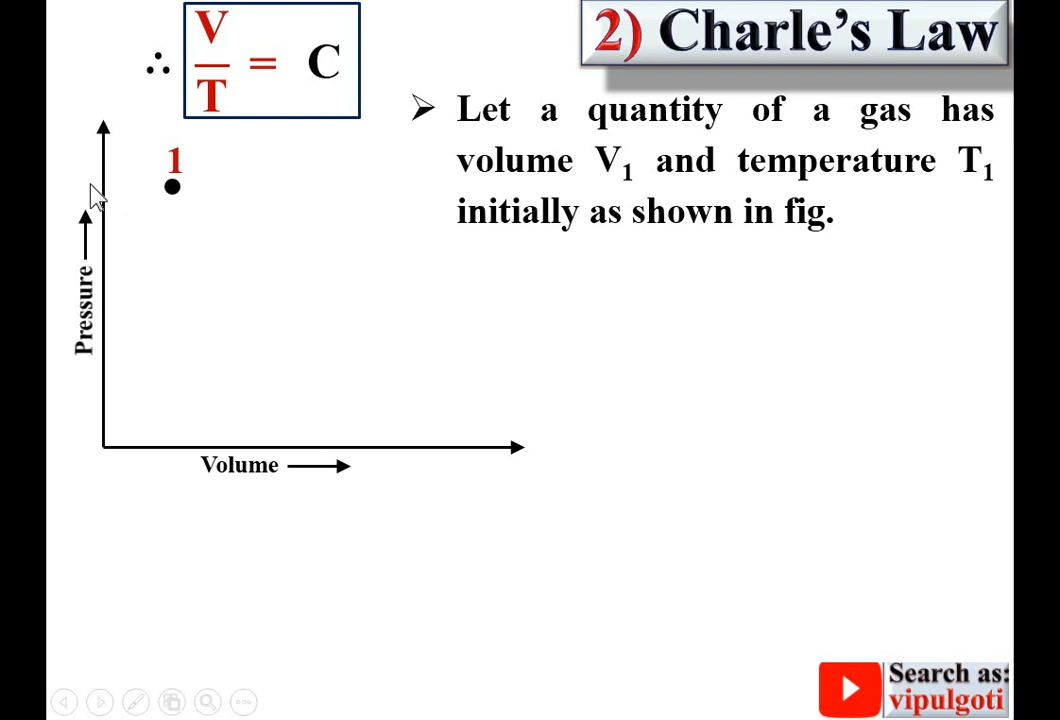 2) Charle’s Law
∴ V/T = C
➢ Let a quantity of a gas has
volume V₁ and temperature T₁
initially as shown in fig.
1
Pressure
Volume
Search as:
vipulgoti